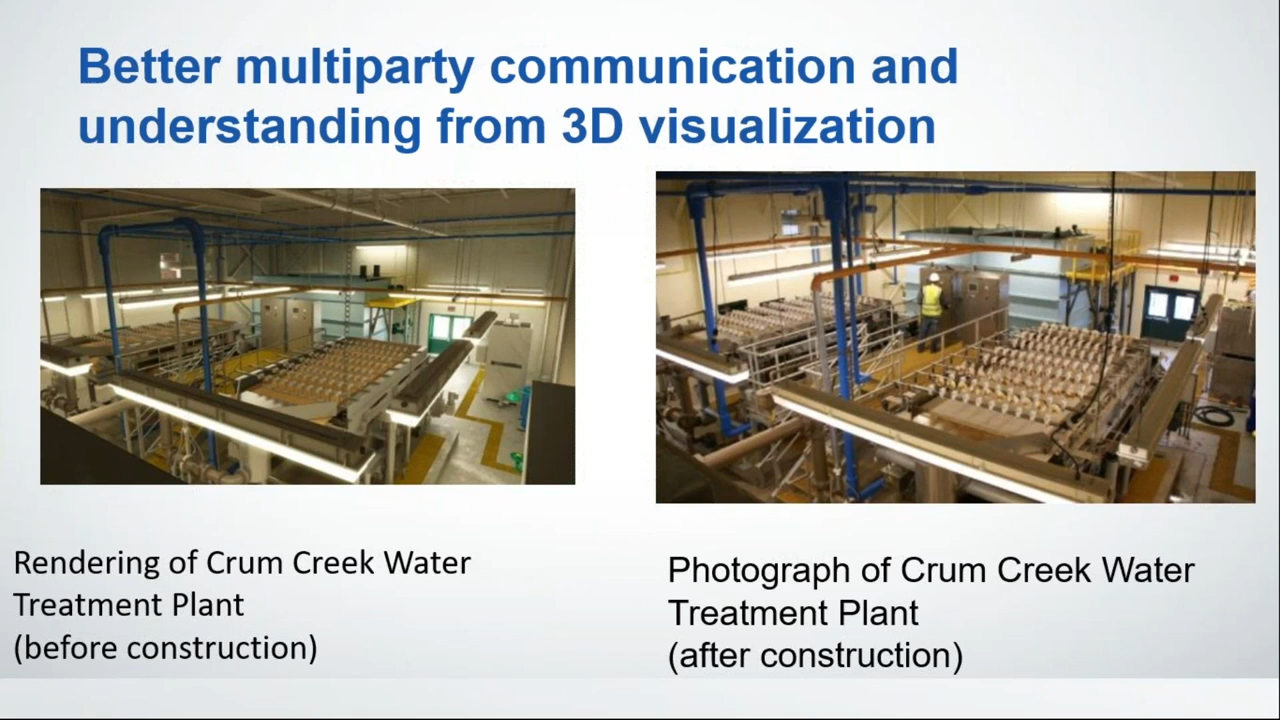 Better multiparty communication and
understanding from 3D visualization
Rendering of Crum Creek Water
Treatment Plant
(before construction)
Photograph of Crum Creek Water
Treatment Plant
(after construction)